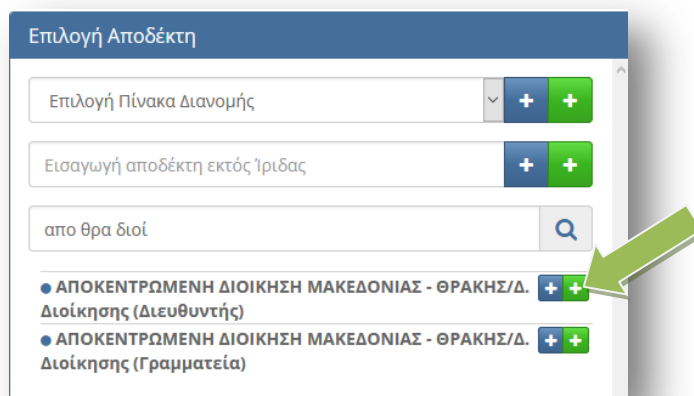 Επιλογή Αποδέκτη
Επιλογή Πίνακα Διανομής
Εισαγωγή αποδέκτη εκτός Ίριδας
απο θρα διοί
ΑΠΟΚΕΝΤΡΩΜΕΝΗ ΔΙΟΙΚΗΣΗ ΜΑΚΕΔΟΝΙΑΣ - ΘΡΑΚΗΣ/Δ.
Διοίκησης (Διευθυντής)
ΑΠΟΚΕΝΤΡΩΜΕΝΗ ΔΙΟΙΚΗΣΗ ΜΑΚΕΔΟΝΙΑΣ - ΘΡΑΚΗΣ/Δ.
Διοίκησης (Γραμματεία)